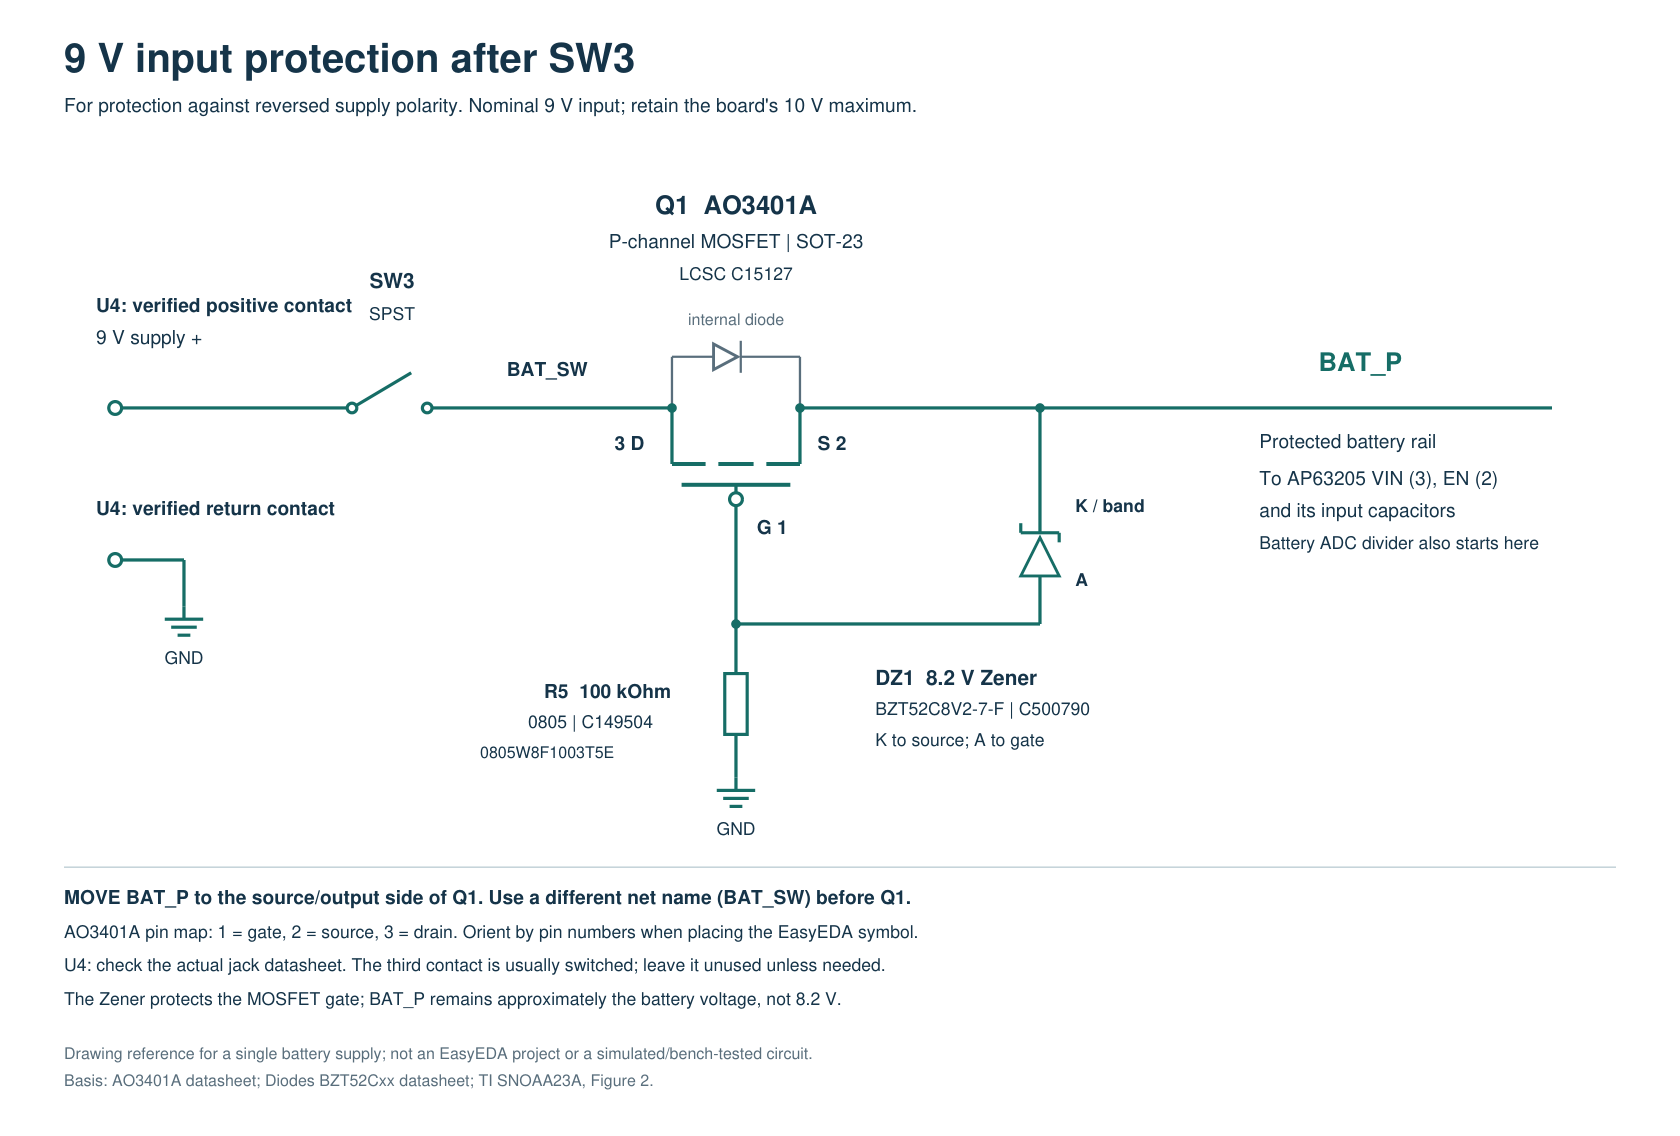 9 V input protection after SW3
For protection against reversed supply polarity. Nominal 9 V input; retain the board's 10 V maximum.
Q1 AO3401A
P-channel MOSFET | SOT-23
LCSC C15127
SW3
SPST
U4: verified positive contact
9 V supply +
internal diode
BAT_SW
BAT_P
3 D
S 2
Protected battery rail
To AP63205 VIN (3), EN (2)
and its input capacitors
Battery ADC divider also starts here
U4: verified return contact
G 1
K / band
A
GND
R5 100 kOhm
0805 | C149504
0805W8F1003T5E
DZ1 8.2 V Zener
BZT52C8V2-7-F | C500790
K to source; A to gate
GND
MOVE BAT_P to the source/output side of Q1. Use a different net name (BAT_SW) before Q1.
AO3401A pin map: 1 = gate, 2 = source, 3 = drain. Orient by pin numbers when placing the EasyEDA symbol.
U4: check the actual jack datasheet. The third contact is usually switched; leave it unused unless needed.
The Zener protects the MOSFET gate; BAT_P remains approximately the battery voltage, not 8.2 V.
Drawing reference for a single battery supply; not an EasyEDA project or a simulated/bench-tested circuit.
Basis: AO3401A datasheet; Diodes BZT52Cxx datasheet; TI SNOAA23A, Figure 2.